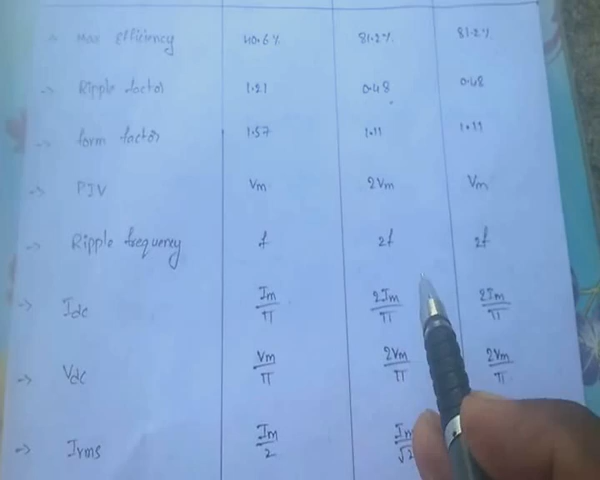 -> Max efficiency 40.6% 81.2% 81.2%
-> Ripple factor 1.21 0.48 0.48
-> form factor 1.57 1.11 1.11
-> PIV Vm 2Vm Vm
-> Ripple frequency f 2f 2f
-> Idc Im/π 2Im/π 2Im/π
-> Vdc Vm/π 2Vm/π 2Vm/π
-> Irms Im/2 Im/√2